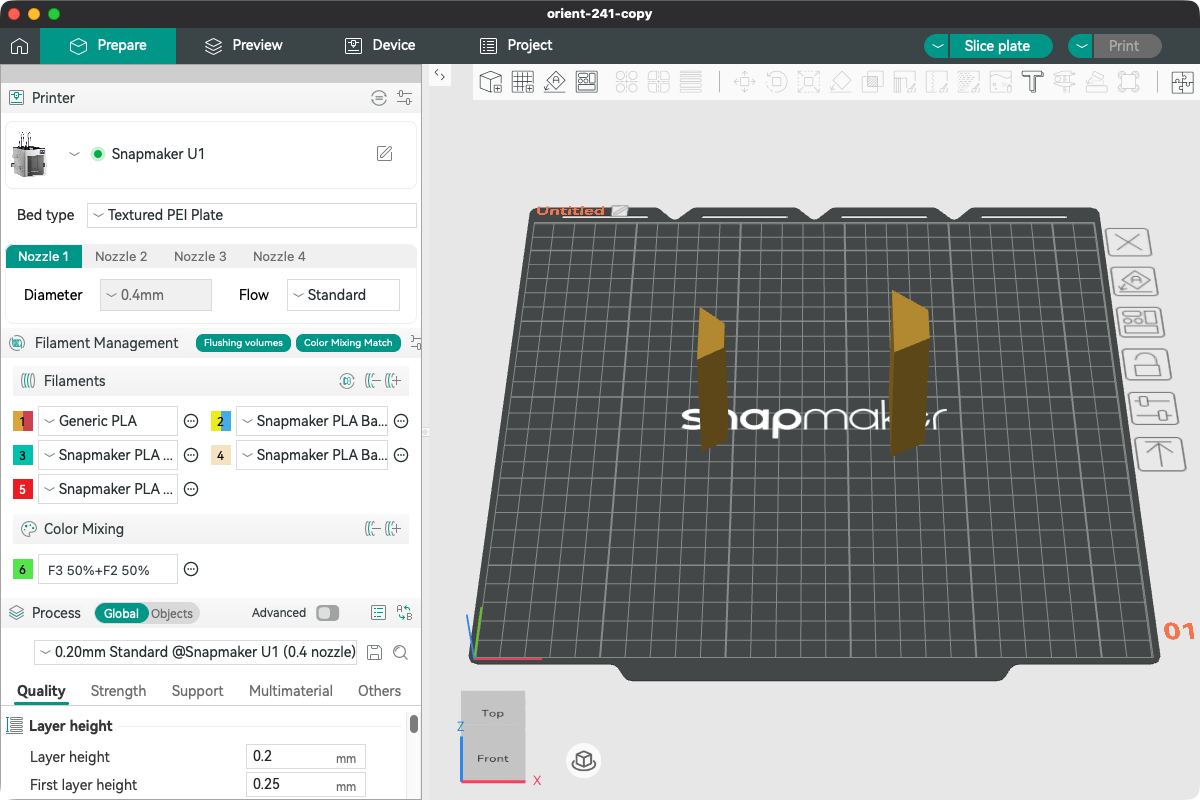 orient-241-copy
Prepare
Preview
Device
Project
Slice plate
Print
Printer
Snapmaker U1
Bed type
Textured PEI Plate
Nozzle 1
Nozzle 2
Nozzle 3
Nozzle 4
Diameter
0.4mm
Flow
Standard
Filament Management
Flushing volumes
Color Mixing Match
Filaments
1 Generic PLA
2 Snapmaker PLA Ba...
3 Snapmaker PLA ...
4 Snapmaker PLA Ba...
5 Snapmaker PLA ...
Color Mixing
6 F3 50%+F2 50%
Process
Global
Objects
Advanced
0.20mm Standard @Snapmaker U1 (0.4 nozzle)
Quality
Strength
Support
Multimaterial
Others
Layer height
Layer height
0.2 mm
First layer height
0.25 mm
Untitled
snapmaker
01
Top
Front
Z
X